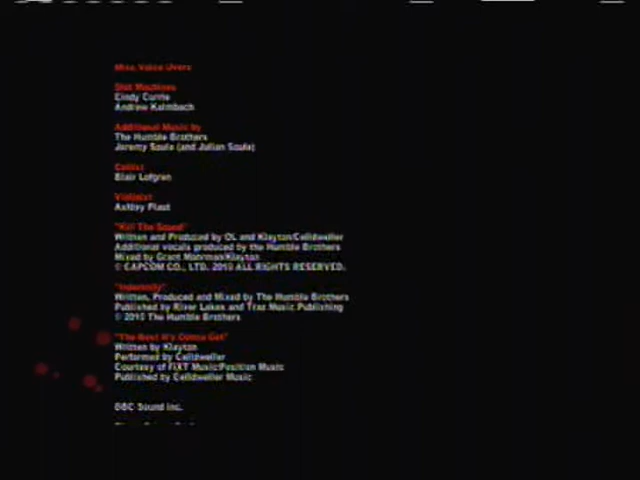 Misc Voice Overs
Slot Machines
Cindy Currie
Andrew Kalmbach
Additional Music by
The Humble Brothers
Jeremy Soule (and Julian Soule)
Cellist
Blair Lofgren
Violinist
Ashley Plast
"Kill The Sound"
Written and Produced by OL and Klayton/Celldweller
Additional vocals produced by the Humble Brothers
Mixed by Grant Mohrman/Klayton
© CAPCOM CO., LTD. 2010 ALL RIGHTS RESERVED.
"Indemnity"
Written, Produced and Mixed by The Humble Brothers
Published by River Lakes and Trax Music Publishing
© 2010 The Humble Brothers
"The Best It's Gonna Get"
Written by Klayton
Performed by Celldweller
Courtesy of FiXT Music/Position Music
Published by Celldweller Music
Sound Inc.